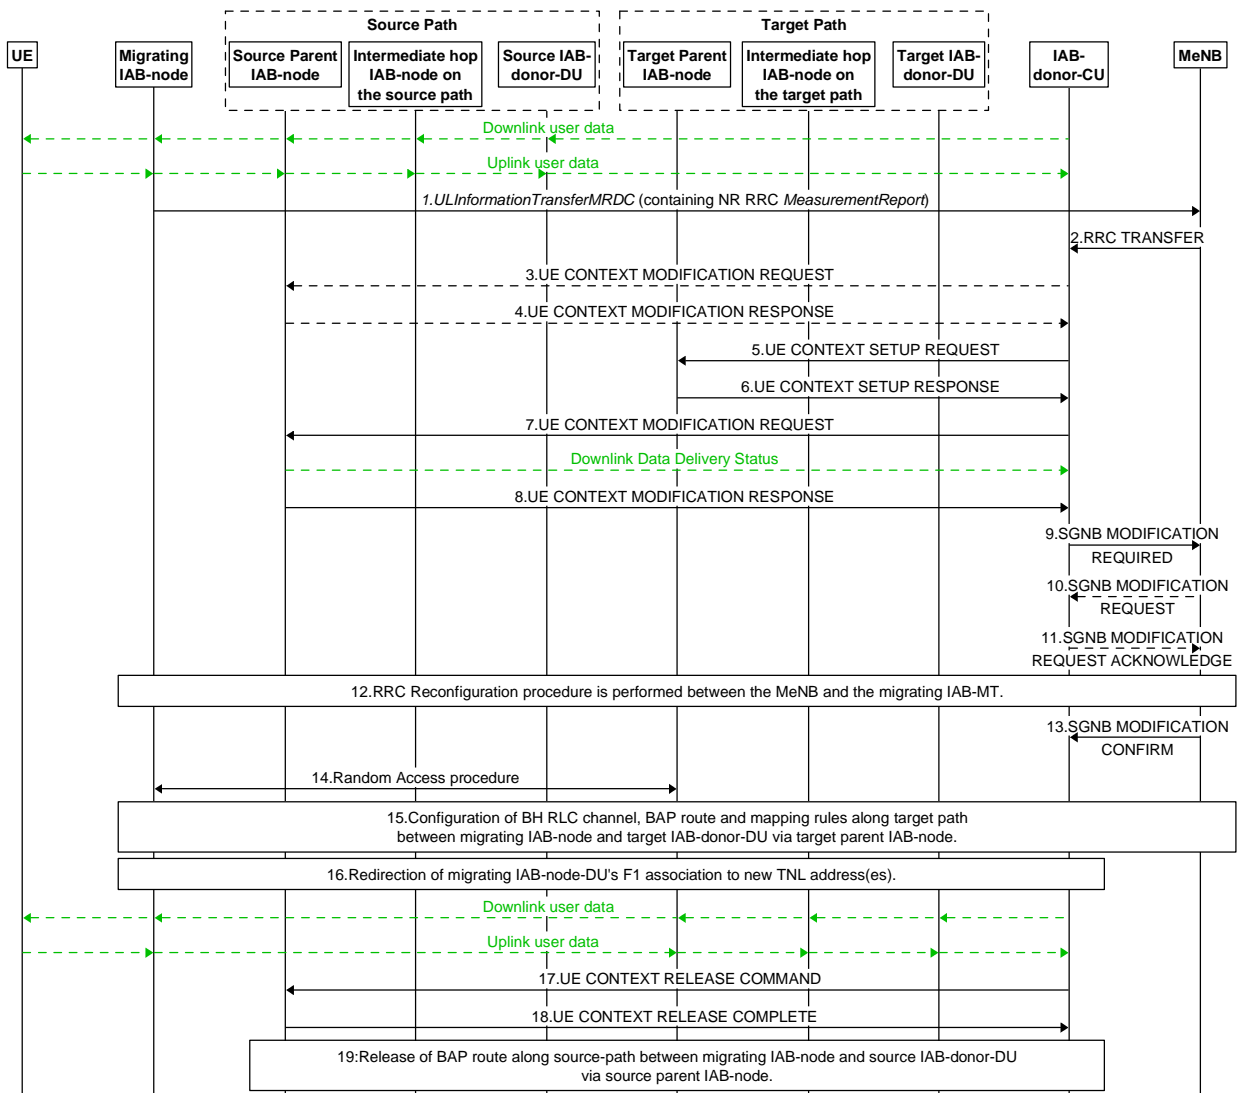 Source Path
Target Path
UE
Migrating
IAB-node
Source Parent
IAB-node
Intermediate hop
IAB-node on
the source path
Source IAB-
donor-DU
Target Parent
IAB-node
Intermediate hop
IAB-node on
the target path
Target IAB-
donor-DU
IAB-
donor-CU
MeNB
Downlink user data
Uplink user data
1.ULInformationTransferMRDC (containing NR RRC MeasurementReport)
2.RRC TRANSFER
3.UE CONTEXT MODIFICATION REQUEST
4.UE CONTEXT MODIFICATION RESPONSE
5.UE CONTEXT SETUP REQUEST
6.UE CONTEXT SETUP RESPONSE
7.UE CONTEXT MODIFICATION REQUEST
Downlink Data Delivery Status
8.UE CONTEXT MODIFICATION RESPONSE
9.SGNB MODIFICATION
REQUIRED
10.SGNB MODIFICATION
REQUEST
11.SGNB MODIFICATION
REQUEST ACKNOWLEDGE
12.RRC Reconfiguration procedure is performed between the MeNB and the migrating IAB-MT.
13.SGNB MODIFICATION
CONFIRM
14.Random Access procedure
15.Configuration of BH RLC channel, BAP route and mapping rules along target path
between migrating IAB-node and target IAB-donor-DU via target parent IAB-node.
16.Redirection of migrating IAB-node-DU's F1 association to new TNL address(es).
Downlink user data
Uplink user data
17.UE CONTEXT RELEASE COMMAND
18.UE CONTEXT RELEASE COMPLETE
19:Release of BAP route along source-path between migrating IAB-node and source IAB-donor-DU
via source parent IAB-node.